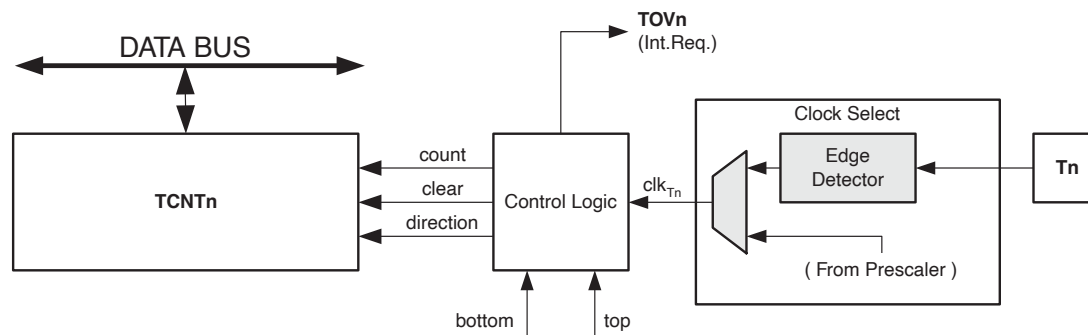 TOVn
(Int.Req.)
DATA BUS
Clock Select
count
Edge
Detector
Tn
TCNTn
clear
Control Logic
clkTn
direction
( From Prescaler )
bottom
top